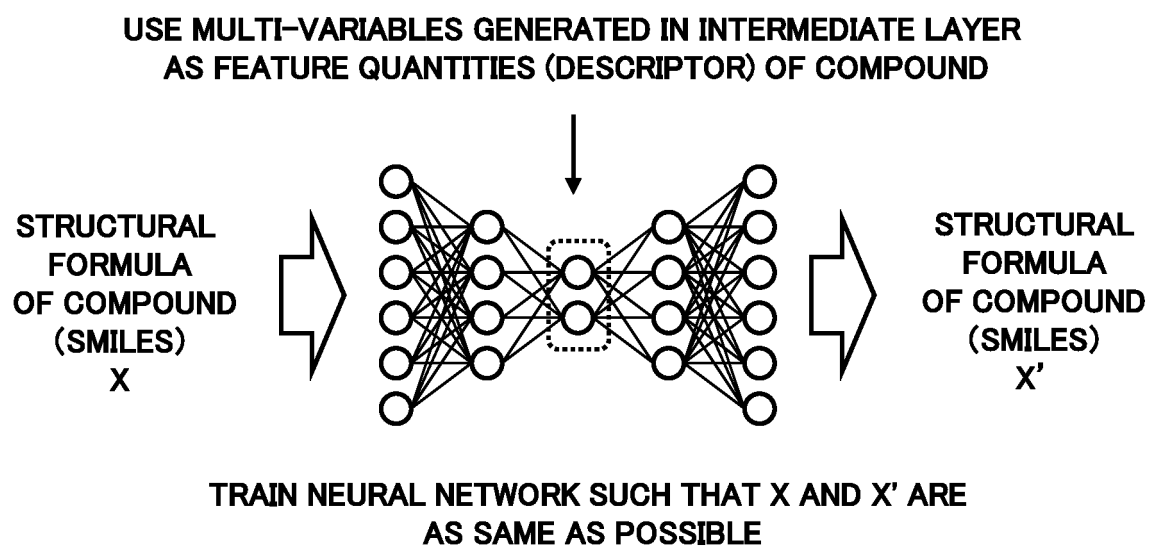 USE MULTI-VARIABLES GENERATED IN INTERMEDIATE LAYER
AS FEATURE QUANTITIES (DESCRIPTOR) OF COMPOUND
STRUCTURAL
FORMULA
OF COMPOUND
(SMILES)
X
STRUCTURAL
FORMULA
OF COMPOUND
(SMILES)
X'
TRAIN NEURAL NETWORK SUCH THAT X AND X' ARE
AS SAME AS POSSIBLE